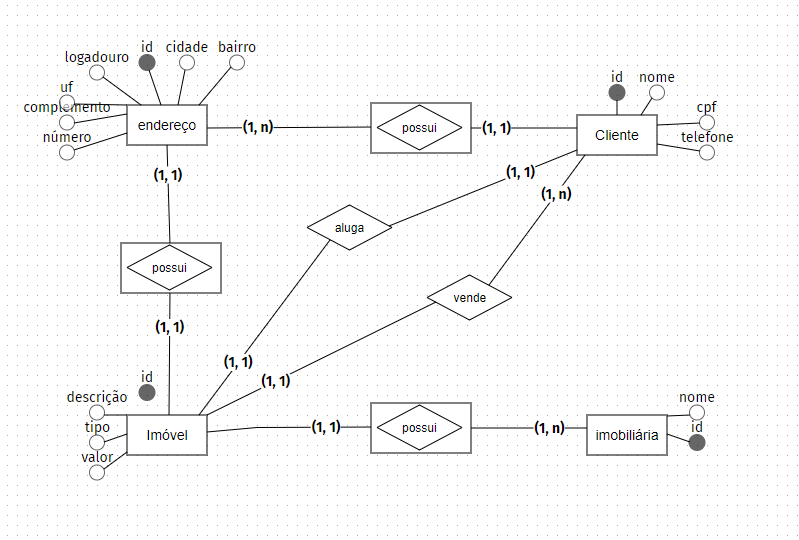 id cidade bairro
logadouro
uf
complemento
número
endereço
(1, n)
possui
(1, 1)
id nome
cpf
telefone
Cliente
(1, 1)
(1, 1)
(1, n)
aluga
possui
vende
(1, 1)
(1, 1)
(1, 1)
id
descrição
tipo
valor
Imóvel
(1, 1)
possui
(1, n)
imobiliária
nome
id